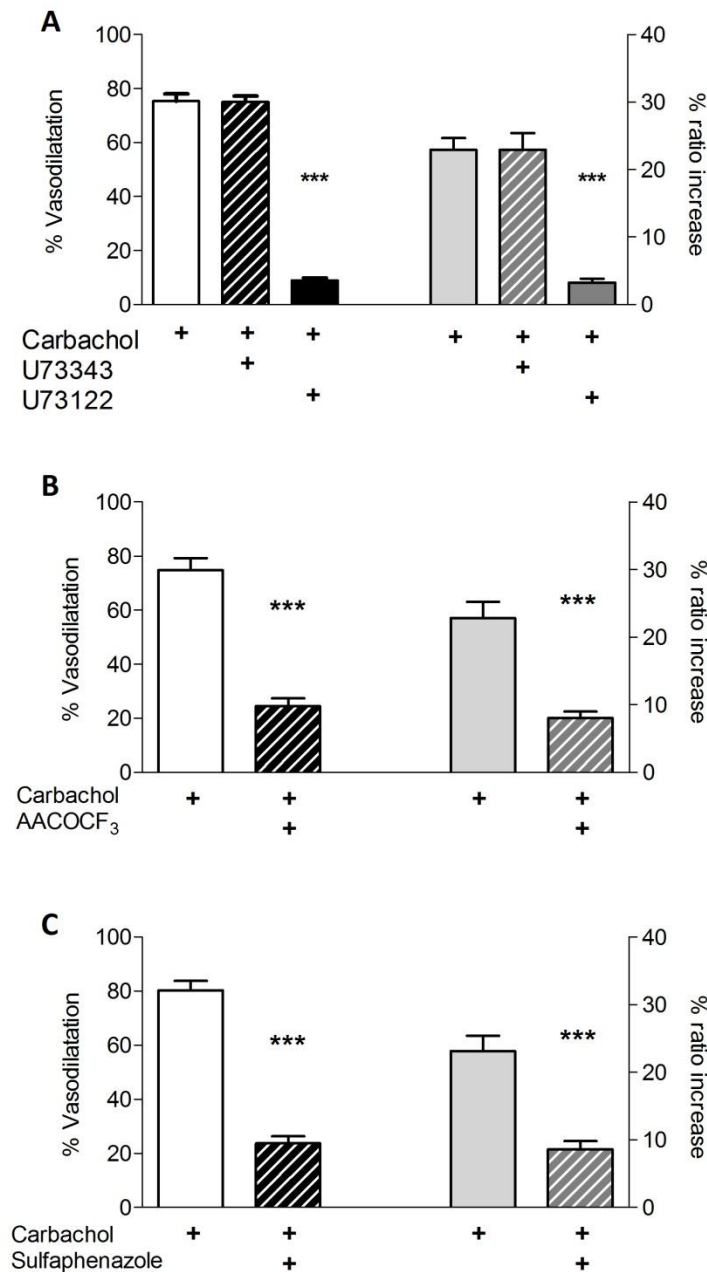 A
100 40
80 30
60 20
40
20 10
0 0
% Vasodilatation
% ratio increase
*** ***
Carbachol + + + + + +
U73343 + +
U73122 + +
B
100 40
80 30
60 20
40
20 10
0 0
% Vasodilatation
% ratio increase
*** ***
Carbachol + + + +
AACOCF₃ + +
C
100 40
80 30
60 20
40
20 10
0 0
% Vasodilatation
% ratio increase
*** ***
Carbachol + + + +
Sulfaphenazole + +